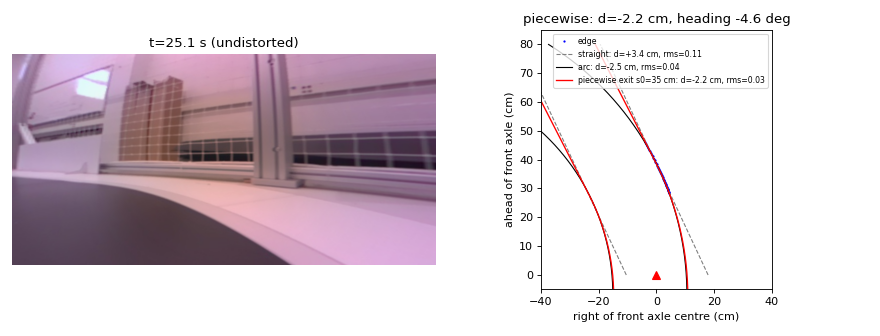 t=25.1 s (undistorted)
piecewise: d=-2.2 cm, heading -4.6 deg
edge
straight: d=+3.4 cm, rms=0.11
arc: d=-2.5 cm, rms=0.04
piecewise exit s0=35 cm: d=-2.2 cm, rms=0.03
ahead of front axle (cm)
80
70
60
50
40
30
20
10
0
−40
−20
0
20
40
right of front axle centre (cm)